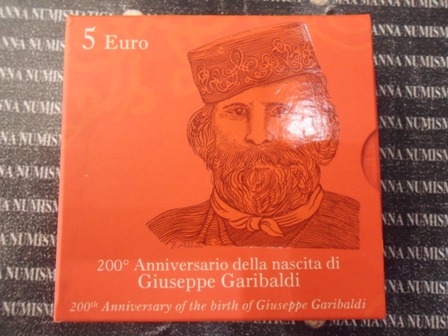 5 Euro
200° Anniversario della nascita di
Giuseppe Garibaldi
200th Anniversary of the birth of Giuseppe Garibaldi